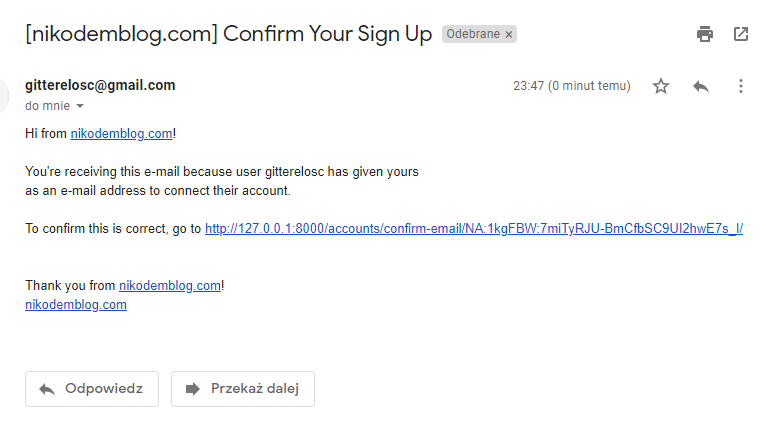 [nikodemblog.com] Confirm Your Sign Up Odebrane ×
gitterelosc@gmail.com 23:47 (0 minut temu)
do mnie
Hi from nikodemblog.com!
You're receiving this e-mail because user gitterelosc has given yours
as an e-mail address to connect their account.
To confirm this is correct, go to http://127.0.0.1:8000/accounts/confirm-email/NA:1kgFBW:7miTyRJU-BmCfbSC9UI2hwE7s_I/
Thank you from nikodemblog.com!
nikodemblog.com
Odpowiedz Przekaż dalej